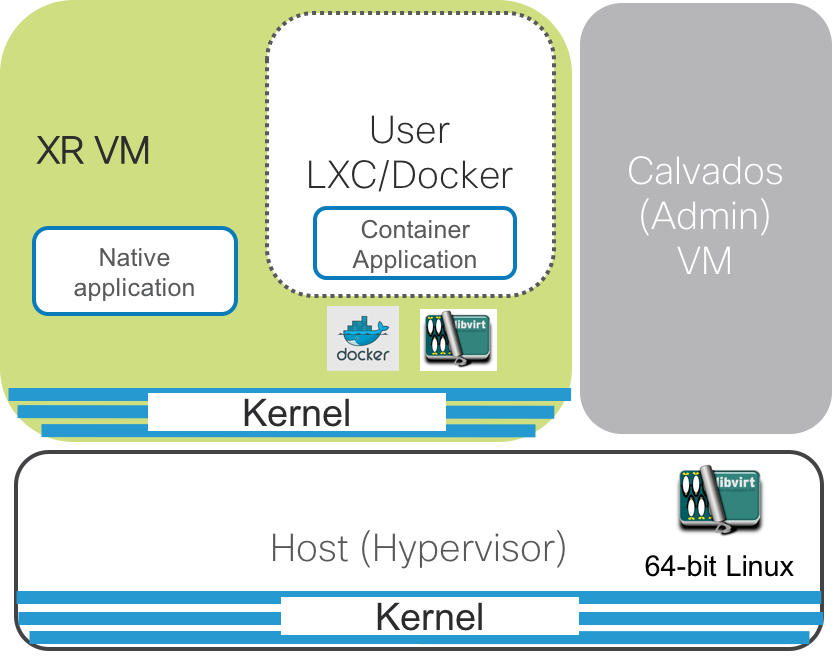 XR VM
User
LXC/Docker
Container
Application
Native
application
docker
libvirt
Kernel
Calvados
(Admin)
VM
libvirt
Host (Hypervisor)
64-bit Linux
Kernel